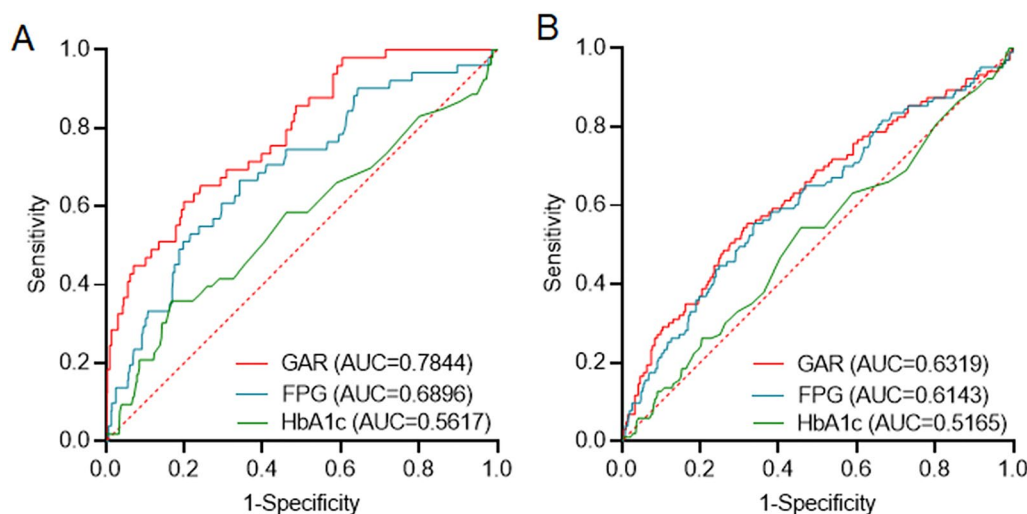 A
1.0
0.8
0.6
0.4
0.2
0.0
Sensitivity
GAR (AUC=0.7844)
FPG (AUC=0.6896)
HbA1c (AUC=0.5617)
0.0 0.2 0.4 0.6 0.8 1.0
1-Specificity
B
1.0
0.8
0.6
0.4
0.2
0.0
Sensitivity
GAR (AUC=0.6319)
FPG (AUC=0.6143)
HbA1c (AUC=0.5165)
0.0 0.2 0.4 0.6 0.8 1.0
1-Specificity